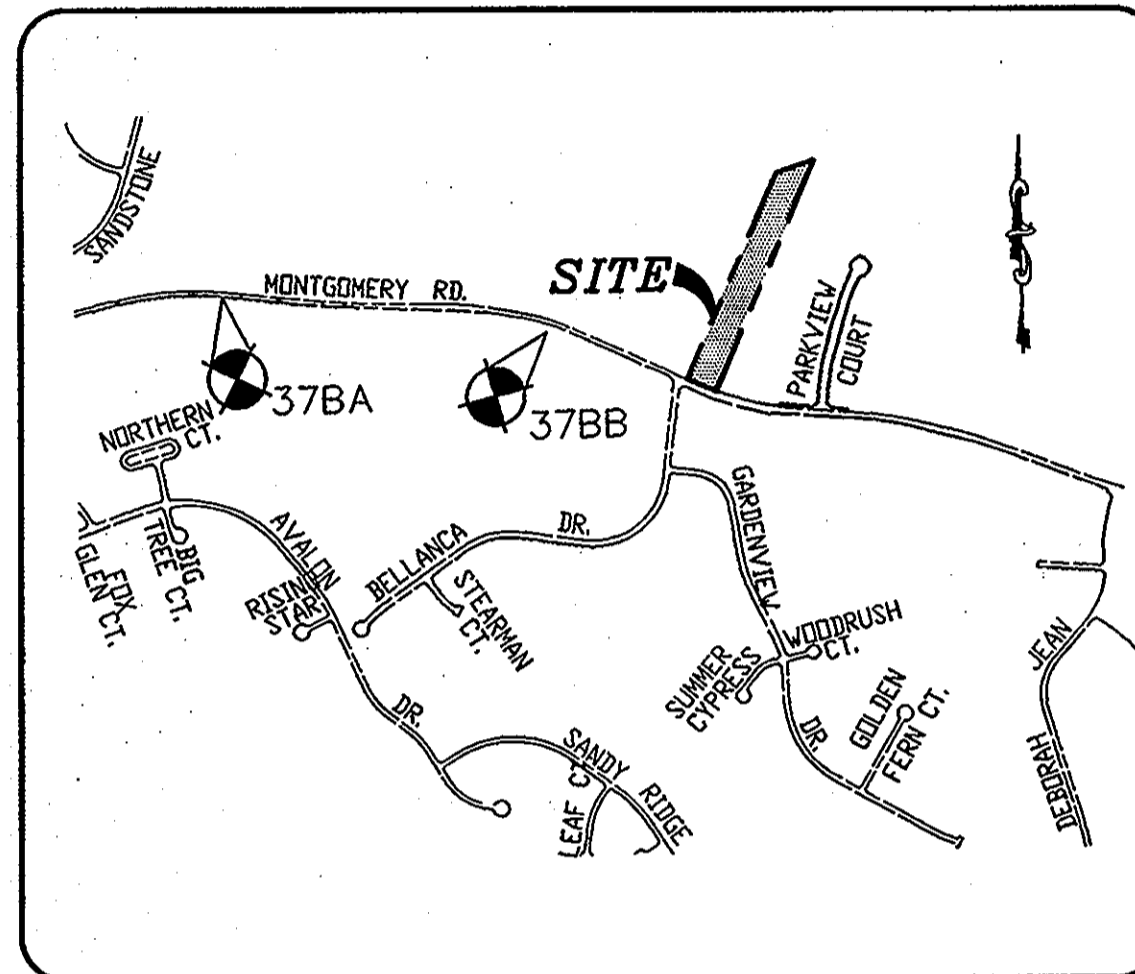 SANDSTONE
MONTGOMERY RD.
SITE
PARKVIEW
COURT
37BA
37BB
NORTHERN
CT.
BIG
TREE CT.
FOX
GLEN CT.
AVALON
DR.
RISING
STAR
BELLANCA
DR.
STEARMAN
CT.
GARDENVIEW
DR.
WOODRUSH
CT.
SUMMER
CYPRESS
GOLDEN
FERN CT.
SANDY RIDGE
LEAF CT.
DEBORAH JEAN